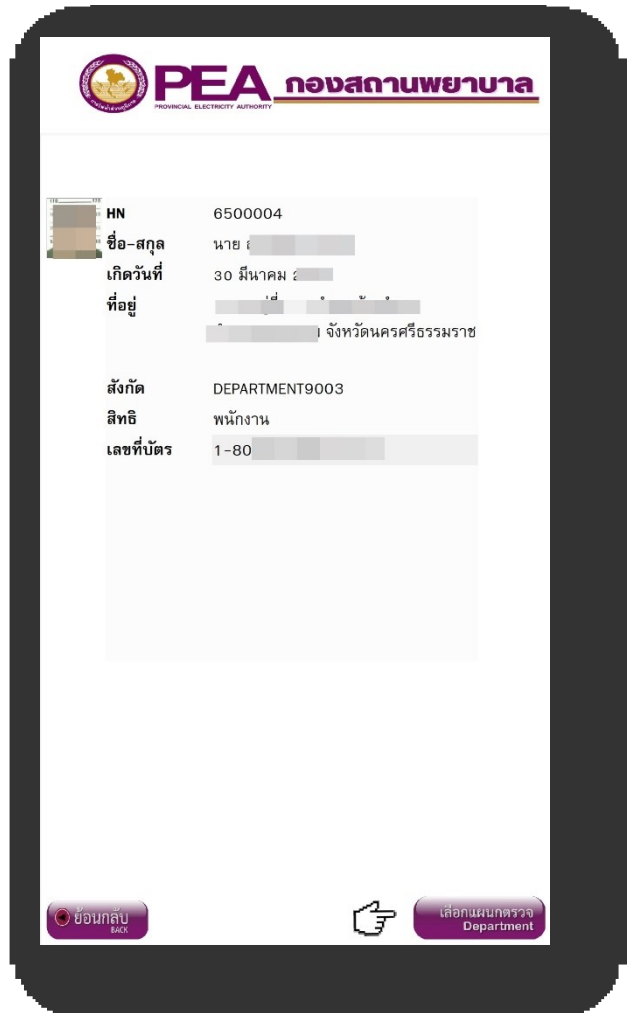 PEA กองสถานพยาบาล
PROVINCIAL ELECTRICITY AUTHORITY
HN 6500004
ชื่อ-สกุล นาย
เกิดวันที่ 30 มีนาคม
ที่อยู่
จังหวัดนครศรีธรรมราช
สังกัด DEPARTMENT9003
สิทธิ พนักงาน
เลขที่บัตร 1-80
ย้อนกลับ
BACK
เลือกแผนกตรวจ
Department